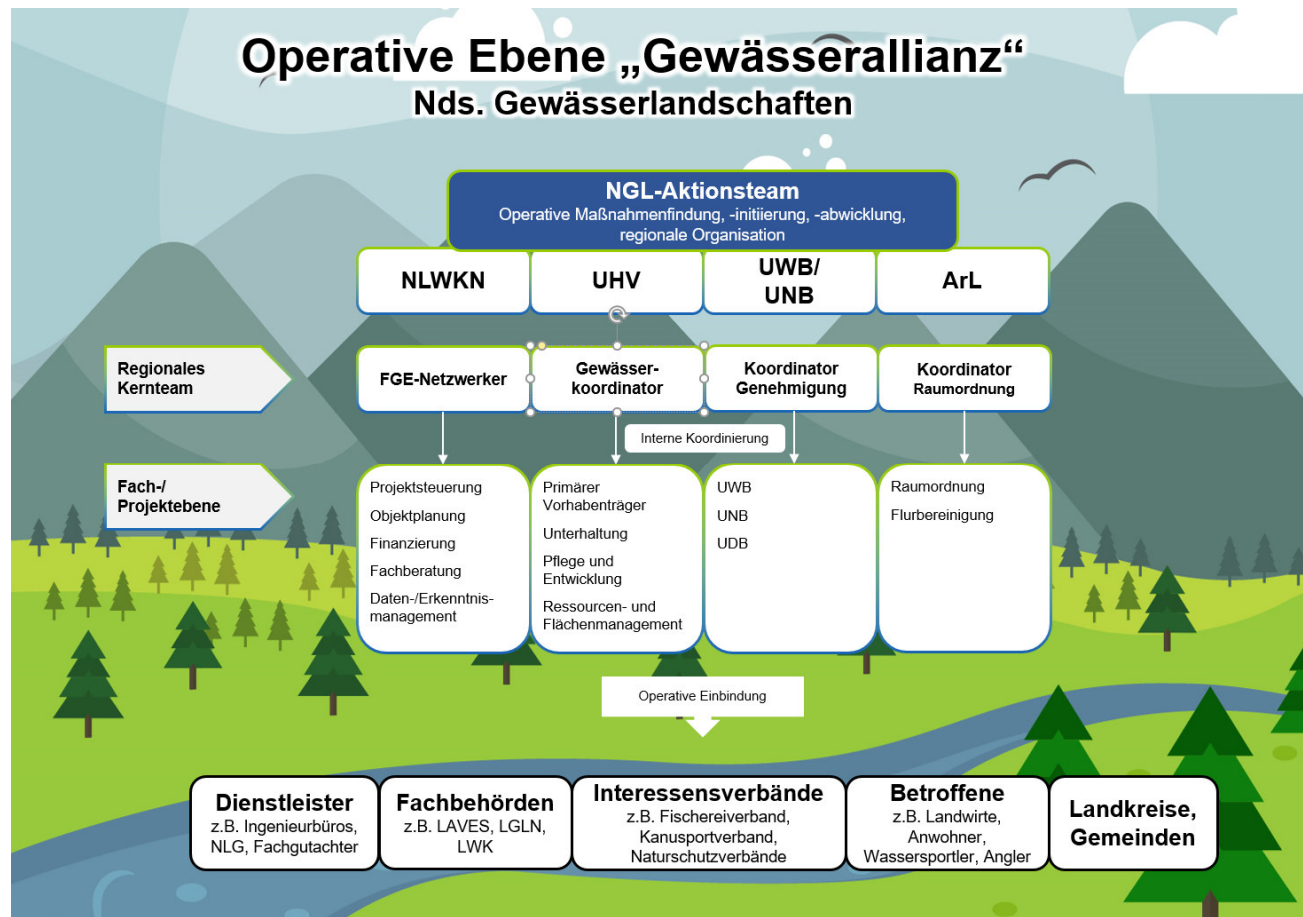 Operative Ebene „Gewässerallianz“
Nds. Gewässerlandschaften
NGL-Aktionsteam
Operative Maßnahmenfindung, -initiierung, -abwicklung,
regionale Organisation
NLWKN
UHV
UWB/
UNB
ArL
Regionales
Kernteam
FGE-Netzwerker
Gewässer-
koordinator
Koordinator
Genehmigung
Koordinator
Raumordnung
Interne Koordinierung
Fach-/
Projektebene
Projektsteuerung
Objektplanung
Finanzierung
Fachberatung
Daten-/Erkenntnis-
management
Primärer
Vorhabenträger
Unterhaltung
Pflege und
Entwicklung
Ressourcen- und
Flächenmanagement
UWB
UNB
UDB
Raumordnung
Flurbereinigung
Operative Einbindung
Dienstleister
z.B. Ingenieurbüros,
NLG, Fachgutachter
Fachbehörden
z.B. LAVES, LGLN,
LWK
Interessensverbände
z.B. Fischereiverband,
Kanusportverband,
Naturschutzverbände
Betroffene
z.B. Landwirte,
Anwohner,
Wassersportler, Angler
Landkreise,
Gemeinden